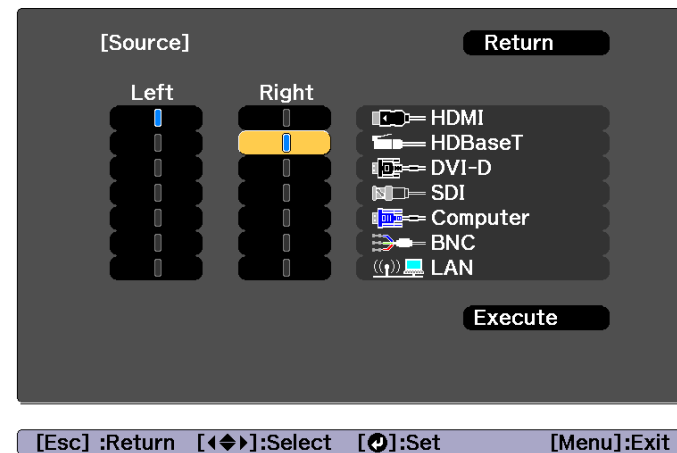 [Source] Return
Left Right
HDMI
HDBaseT
DVI-D
SDI
Computer
BNC
LAN
Execute
[Esc] :Return [◀◆▶]:Select [↵]:Set [Menu]:Exit